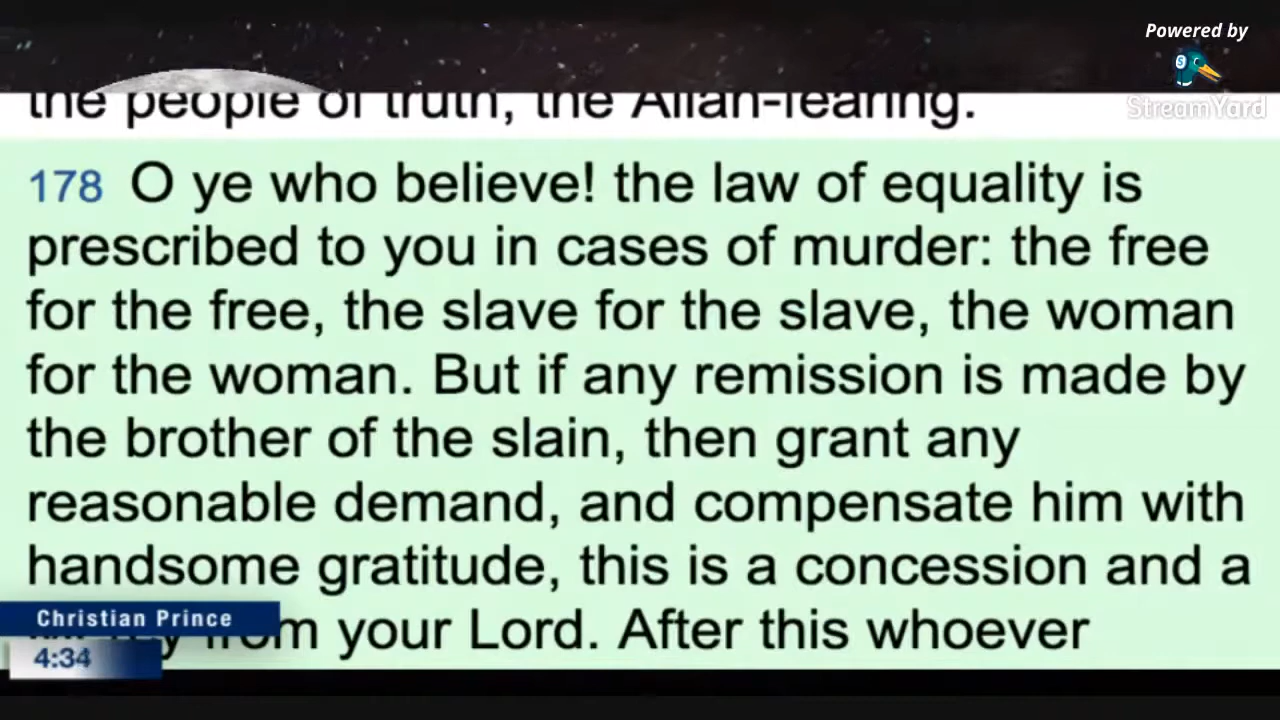 Powered by
StreamYard
the people of truth, the Allah-fearing.
178 O ye who believe! the law of equality is
prescribed to you in cases of murder: the free
for the free, the slave for the slave, the woman
for the woman. But if any remission is made by
the brother of the slain, then grant any
reasonable demand, and compensate him with
handsome gratitude, this is a concession and a
from your Lord. After this whoever
Christian Prince
4:34